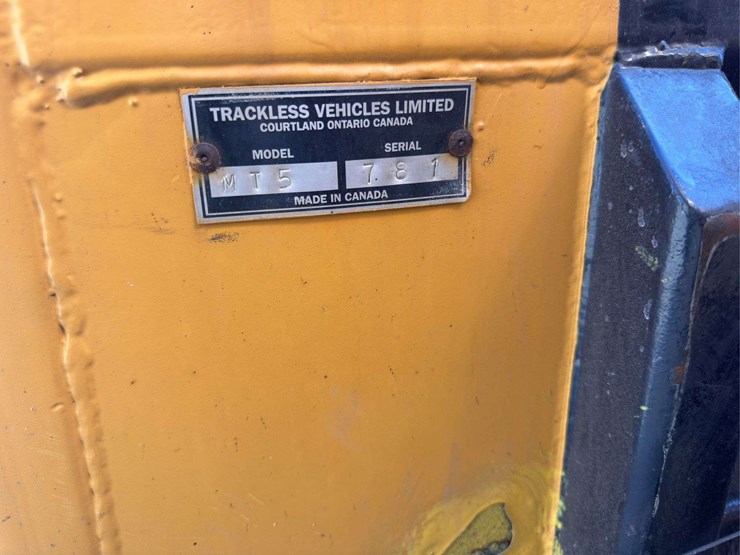 TRACKLESS VEHICLES LIMITED
COURTLAND ONTARIO CANADA
MODEL SERIAL
MT5 781
MADE IN CANADA